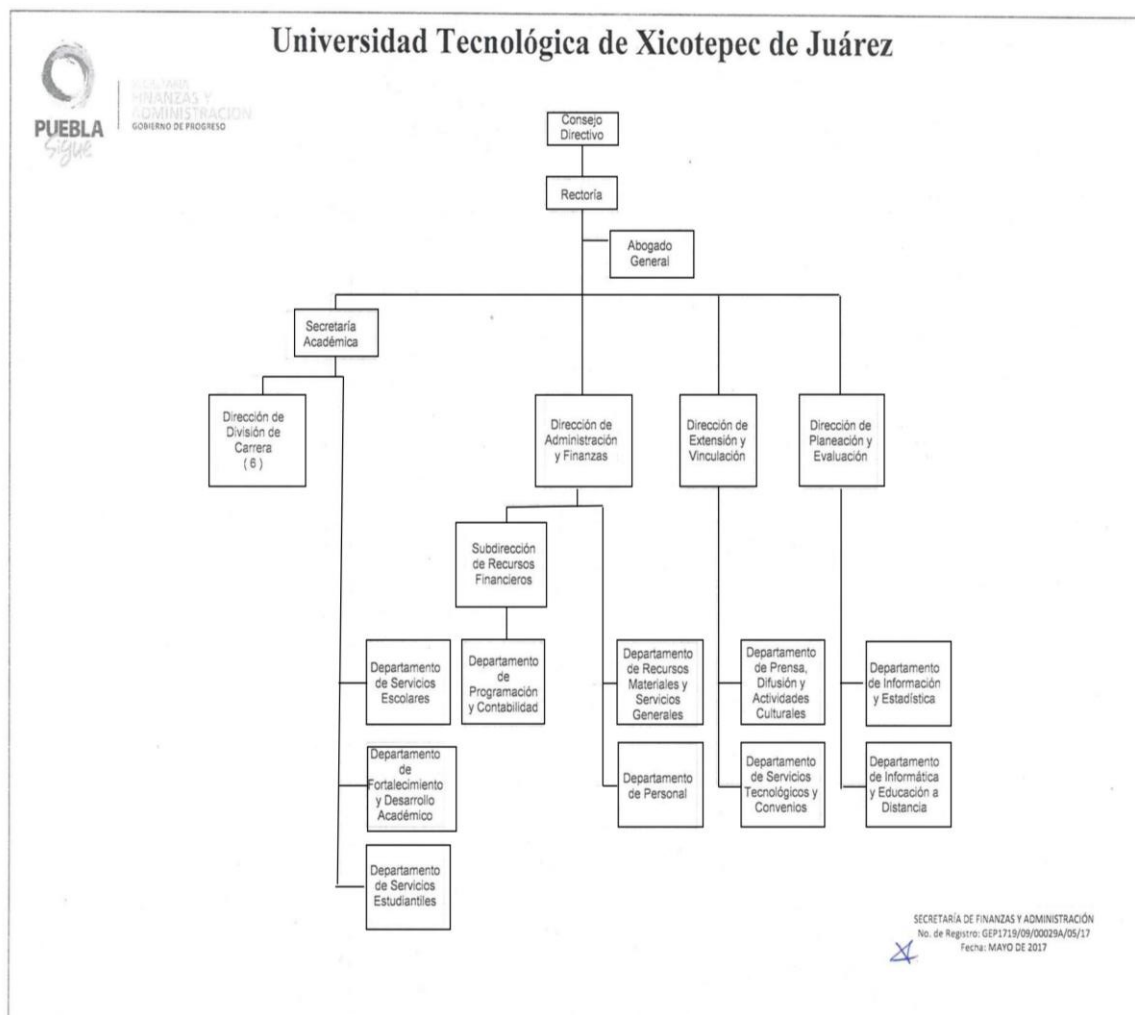 Universidad Tecnológica de Xicotepec de Juárez
PUEBLA
Sigue
SECRETARÍA
FINANZAS Y
ADMINISTRACIÓN
GOBIERNO DE PROGRESO
Consejo
Directivo
Rectoría
Abogado
General
Secretaría
Académica
Dirección de
División de
Carrera
( 6 )
Dirección de
Administración
y Finanzas
Dirección de
Extensión y
Vinculación
Dirección de
Planeación y
Evaluación
Subdirección
de Recursos
Financieros
Departamento
de Servicios
Escolares
Departamento
de
Programación
y Contabilidad
Departamento
de Recursos
Materiales y
Servicios
Generales
Departamento
de Prensa,
Difusión y
Actividades
Culturales
Departamento
de Información
y Estadística
Departamento
de
Fortalecimiento
y Desarrollo
Académico
Departamento
de Personal
Departamento
de Servicios
Tecnológicos y
Convenios
Departamento
de Informática
y Educación a
Distancia
Departamento
de Servicios
Estudiantiles
SECRETARÍA DE FINANZAS Y ADMINISTRACIÓN
No. de Registro: GEP1719/09/00029A/05/17
Fecha: MAYO DE 2017